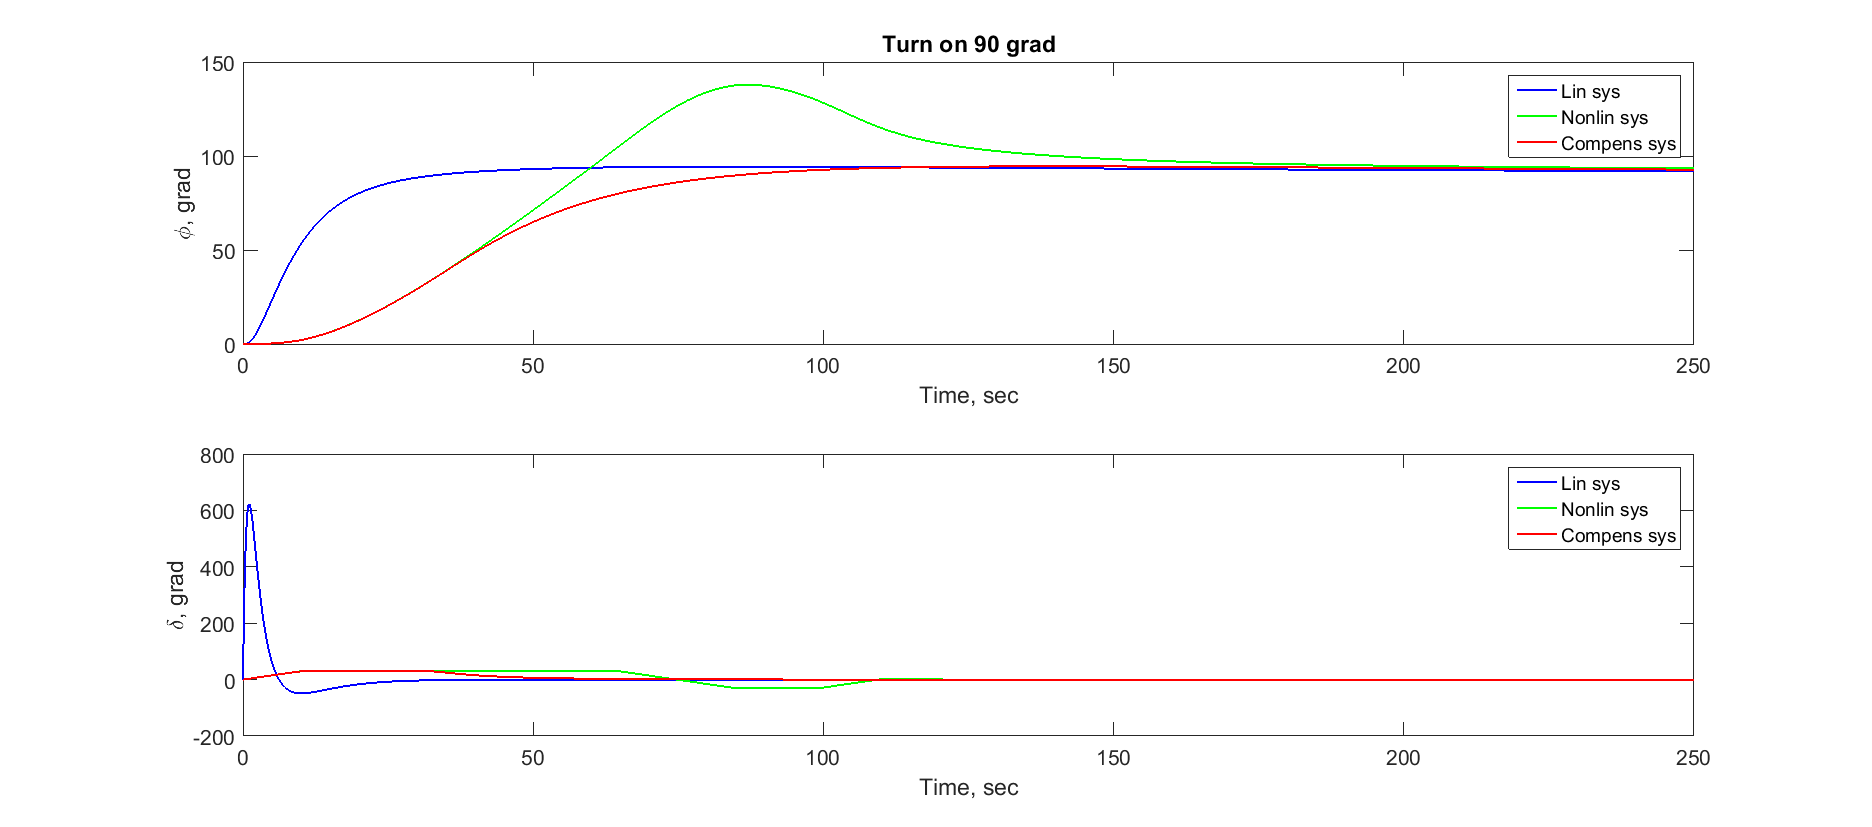 Turn on 90 grad
150
100
50
0
ϕ, grad
0 50 100 150 200 250
Time, sec
Lin sys
Nonlin sys
Compens sys
800
600
400
200
0
-200
δ, grad
0 50 100 150 200 250
Time, sec
Lin sys
Nonlin sys
Compens sys